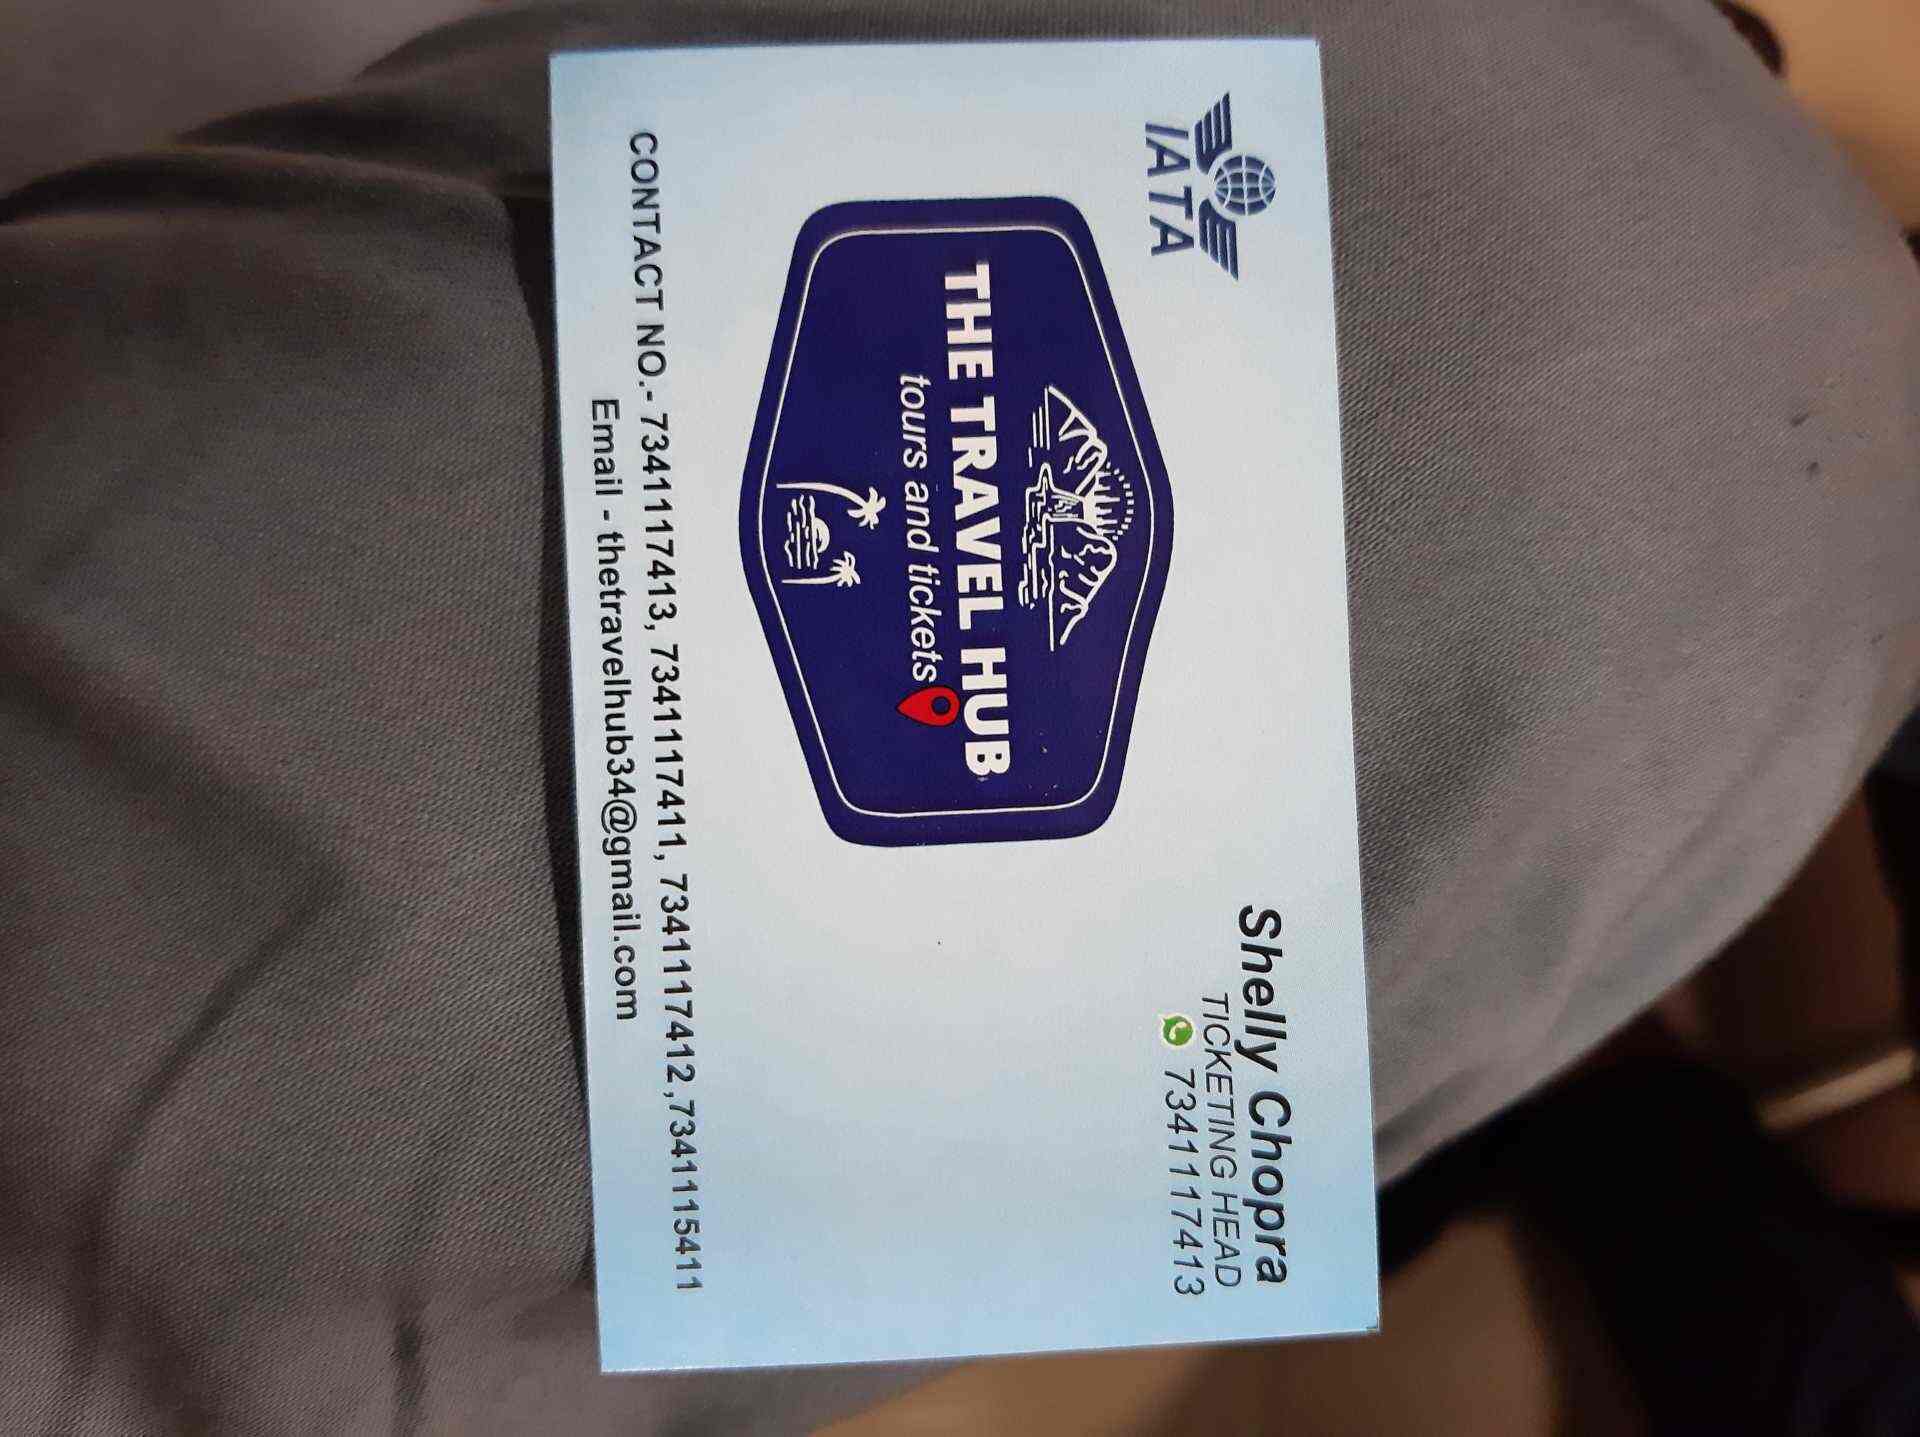 IATA
Shelly Chopra
TICKETING HEAD
7341117413
THE TRAVEL HUB
tours and tickets
CONTACT NO.- 7341117413, 7341117411, 7341117412,7341115411
Email - thetravelhub34@gmail.com